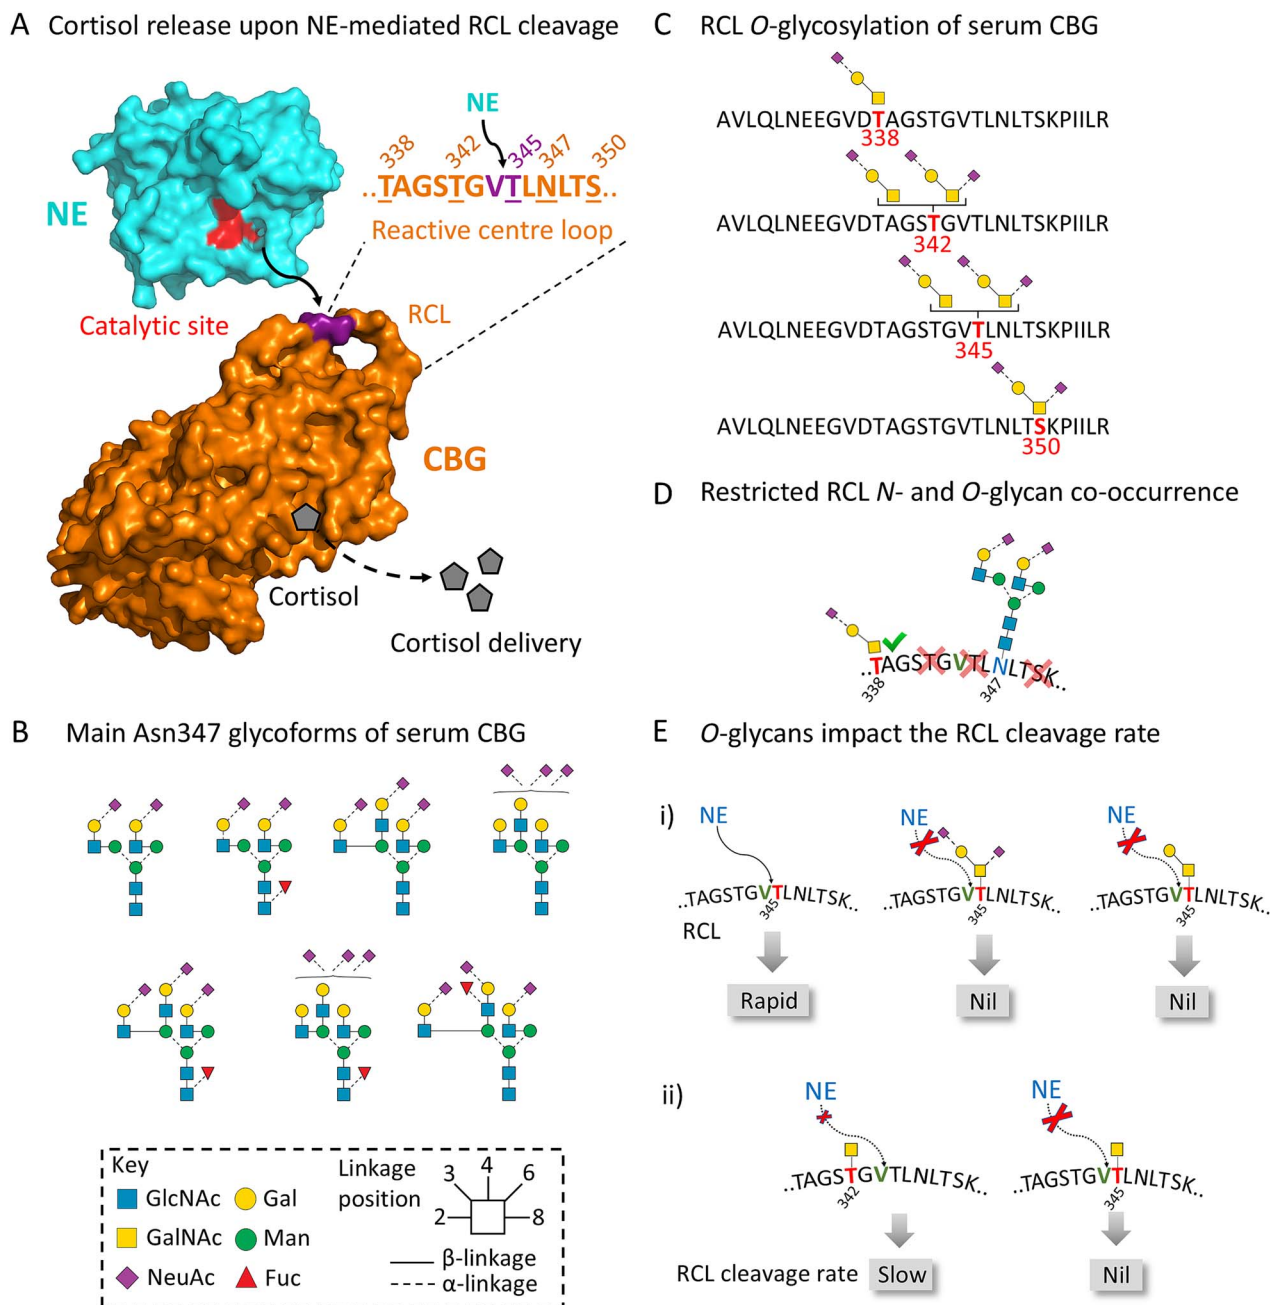 A Cortisol release upon NE-mediated RCL cleavage
NE
338 342 345 347 350
..TAGSTGVTLNLTS..
Reactive centre loop
NE
Catalytic site
RCL
CBG
Cortisol
Cortisol delivery
B Main Asn347 glycoforms of serum CBG
Key
GlcNAc Gal
GalNAc Man
NeuAc Fuc
Linkage
position
2 3 4 6 8
β-linkage
α-linkage
C RCL O-glycosylation of serum CBG
AVLQLNEEGVDTAGSTGVTLNLTSKPIILR
338
AVLQLNEEGVDTAGSTGVTLNLTSKPIILR
342
AVLQLNEEGVDTAGSTGVTLNLTSKPIILR
345
AVLQLNEEGVDTAGSTGVTLNLTSKPIILR
350
D Restricted RCL N- and O-glycan co-occurrence
..TAGSTGVTLNLTSK..
338 347
E O-glycans impact the RCL cleavage rate
i) NE NE NE
..TAGSTGVTLNLTSK.. ..TAGSTGVTLNLTSK.. ..TAGSTGVTLNLTSK..
345 345 345
RCL
Rapid Nil Nil
ii) NE NE
..TAGSTGVTLNLTSK.. ..TAGSTGVTLNLTSK..
342 345
RCL cleavage rate Slow Nil